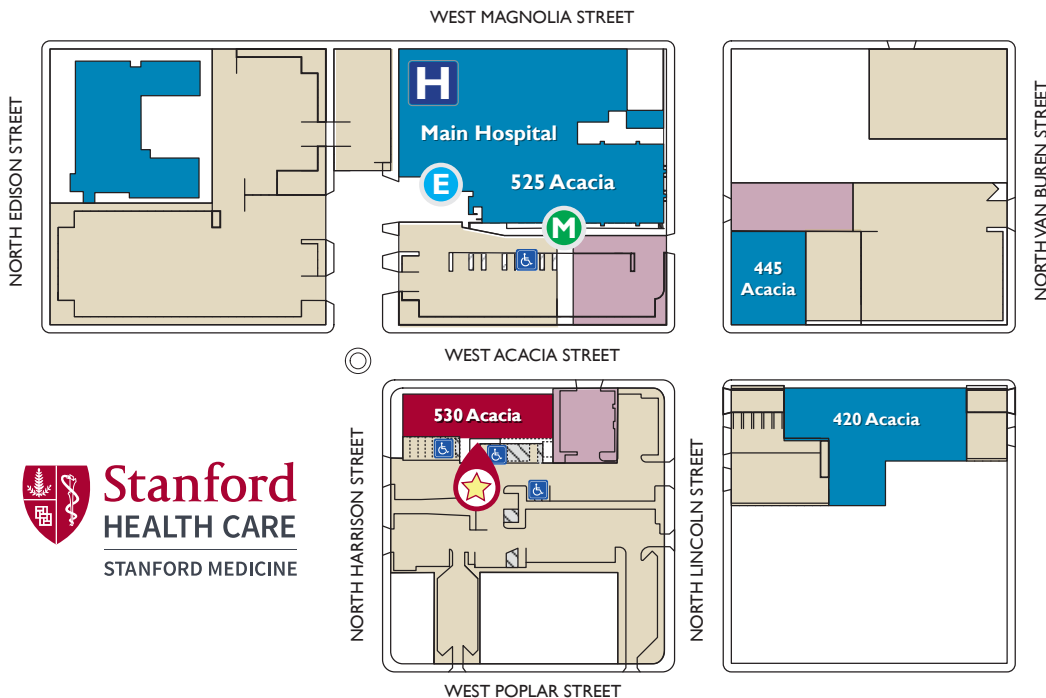 WEST MAGNOLIA STREET
NORTH EDISON STREET
H
Main Hospital
E
525 Acacia
M
445
Acacia
NORTH VAN BUREN STREET
WEST ACACIA STREET
530 Acacia
420 Acacia
NORTH HARRISON STREET
NORTH LINCOLN STREET
Stanford
HEALTH CARE
STANFORD MEDICINE
WEST POPLAR STREET